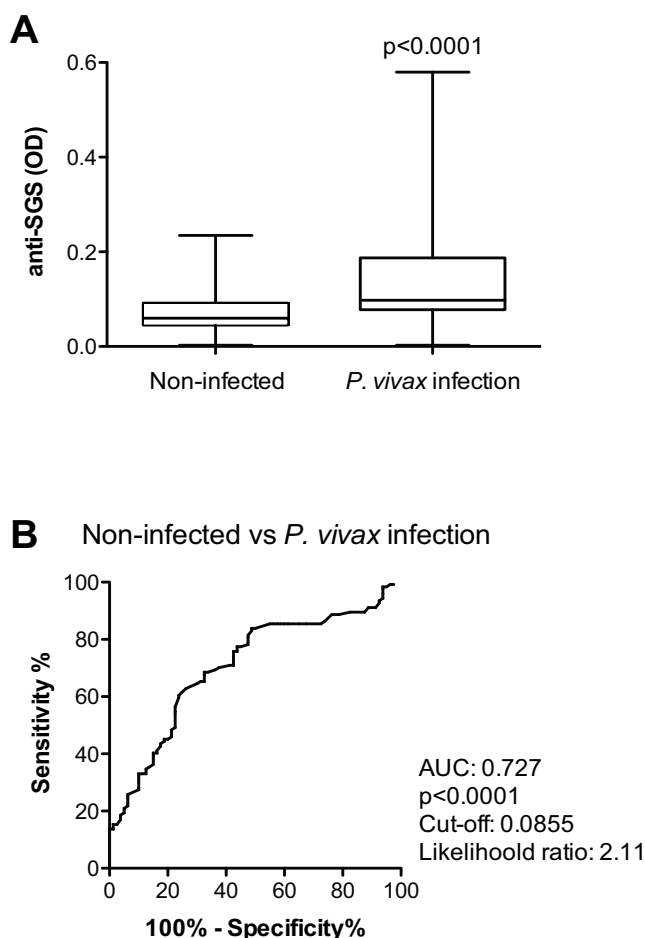 A
p<0.0001
0.6
0.4
0.2
0.0
anti-SGS (OD)
Non-infected
P. vivax infection
B
Non-infected vs P. vivax infection
100
80
60
40
20
0
Sensitivity %
0 20 40 60 80 100
100% - Specificity%
AUC: 0.727
p<0.0001
Cut-off: 0.0855
Likelihoold ratio: 2.11